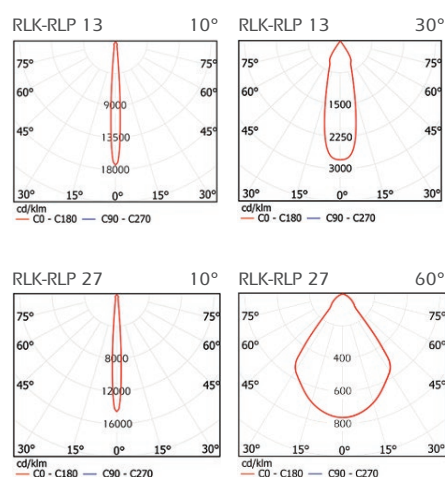 RLK-RLP 13 10°
75° 75°
60° 60°
9000
45° 13500 45°
18000
30° 15° 0° 15° 30°
cd/klm
C0 - C180 C90 - C270
RLK-RLP 13 30°
75° 75°
60° 60°
1500
45° 2250 45°
3000
30° 15° 0° 15° 30°
cd/klm
C0 - C180 C90 - C270
RLK-RLP 27 10°
75° 75°
60° 60°
8000
45° 12000 45°
16000
30° 15° 0° 15° 30°
cd/klm
C0 - C180 C90 - C270
RLK-RLP 27 60°
75° 75°
60° 60°
400
45° 600 45°
800
30° 15° 0° 15° 30°
cd/klm
C0 - C180 C90 - C270